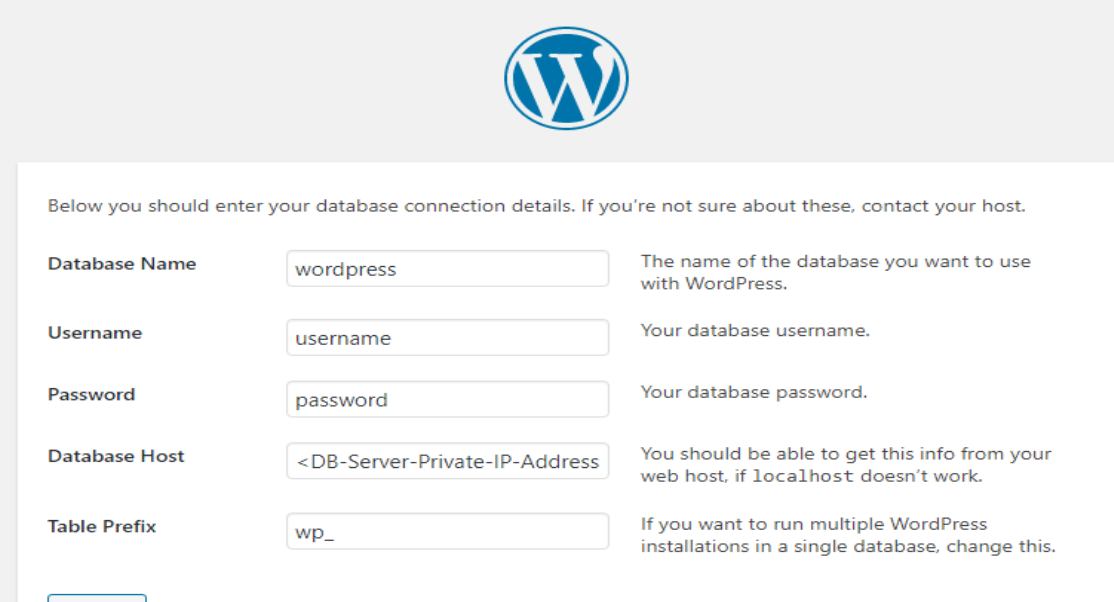 Below you should enter your database connection details. If you're not sure about these, contact your host.
Database Name
wordpress
The name of the database you want to use
with WordPress.
Username
username
Your database username.
Password
password
Your database password.
Database Host
<DB-Server-Private-IP-Address
You should be able to get this info from your
web host, if localhost doesn't work.
Table Prefix
wp_
If you want to run multiple WordPress
installations in a single database, change this.